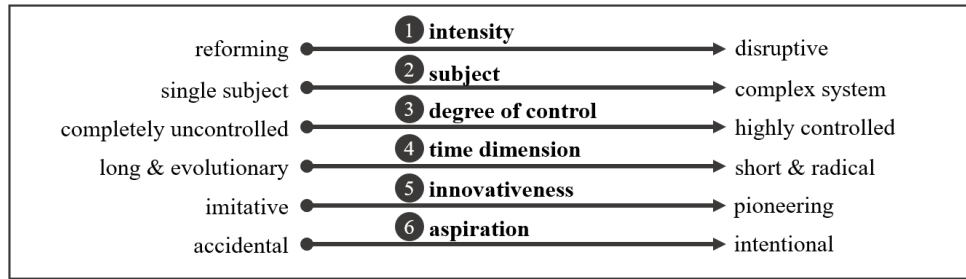 1 intensity
reforming disruptive
2 subject
single subject complex system
3 degree of control
completely uncontrolled highly controlled
4 time dimension
long & evolutionary short & radical
5 innovativeness
imitative pioneering
6 aspiration
accidental intentional